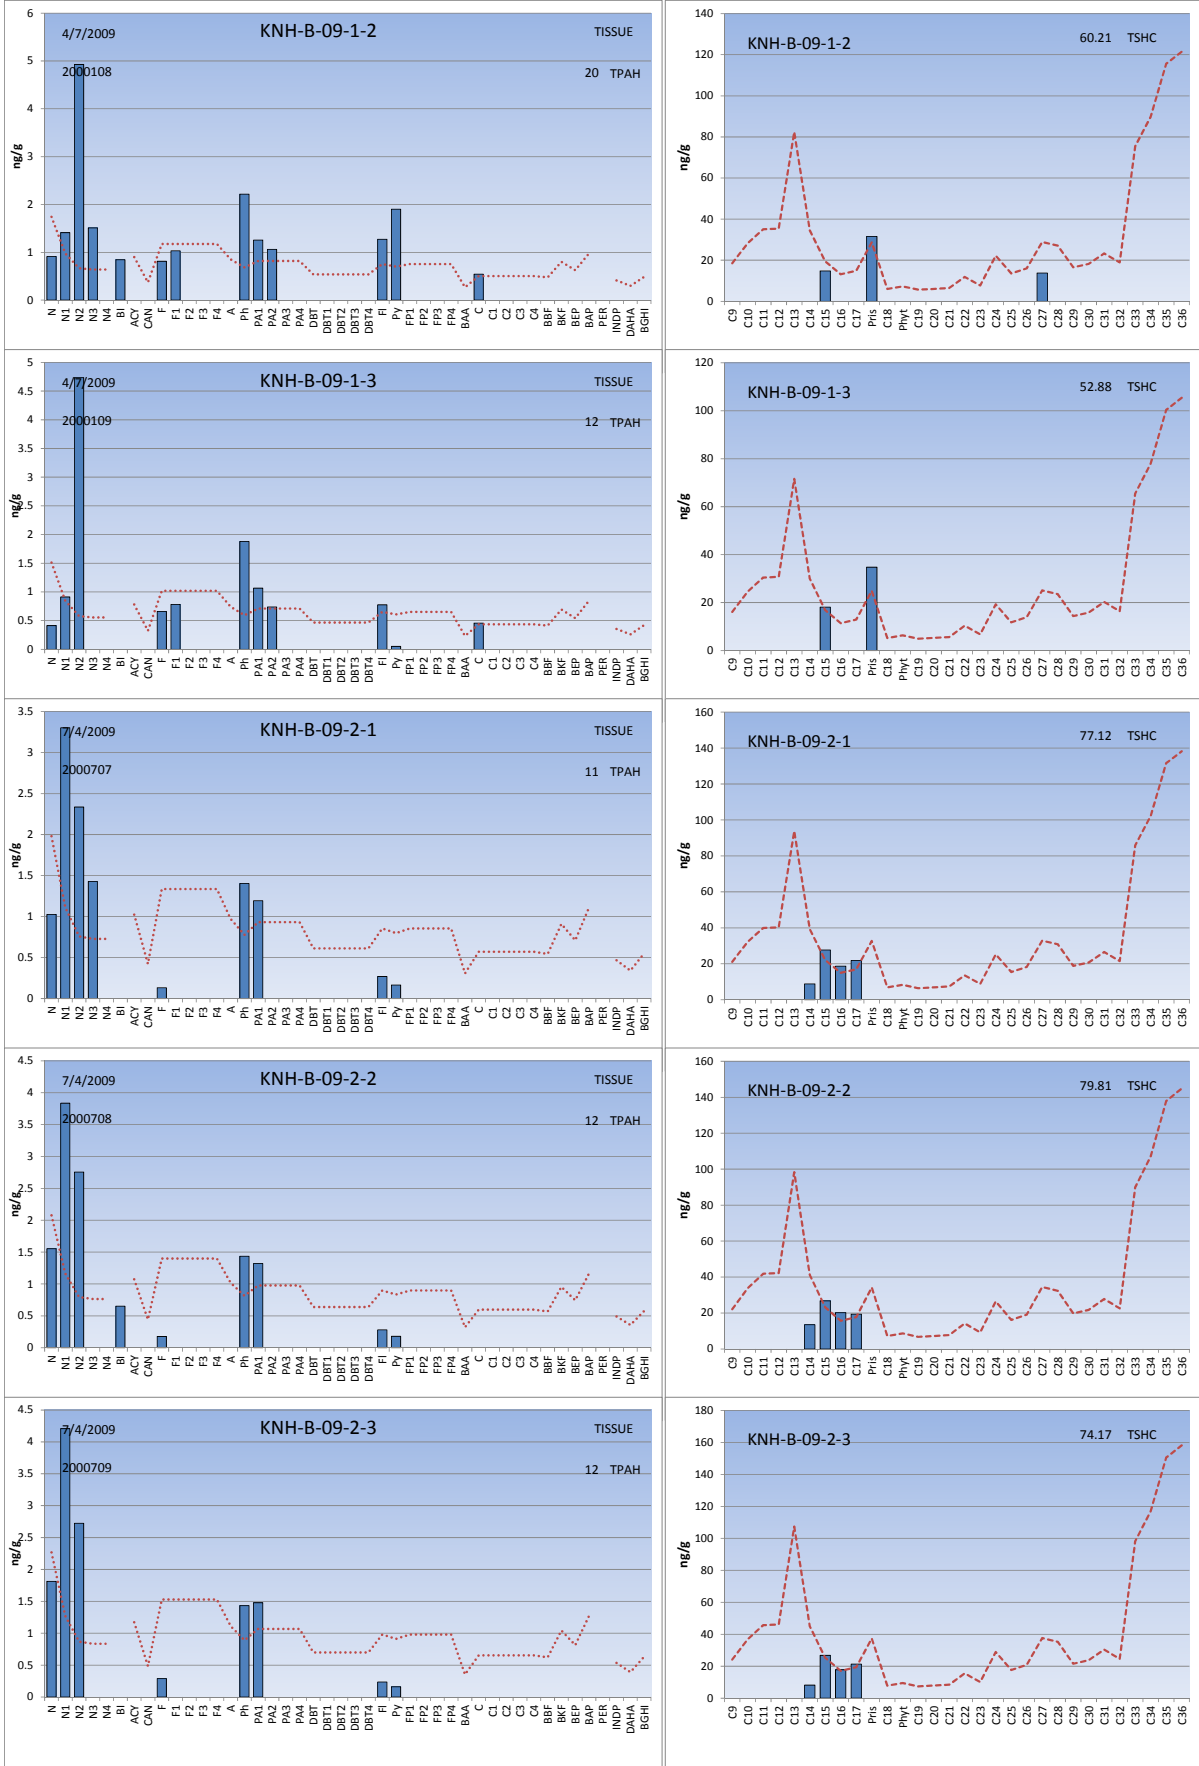 KNH-B-09-1-2
4/7/2009
TISSUE
2000108
20 TPAH
6
5
4
3
2
1
0
ng/g
N N1 N2 N3 N4 BI ACY CAN F F1 F2 F3 F4 A Ph PA1 PA2 PA3 PA4 DBT DBT1 DBT2 DBT3 DBT4 Fl Py FP1 FP2 FP3 FP4 BAA C C1 C2 C3 C4 BBF BKF BEP BAP PER INDP DAHA BGHI
KNH-B-09-1-2
60.21 TSHC
140
120
100
80
60
40
20
0
ng/g
C9 C10 C11 C12 C13 C14 C15 C16 C17 Pris C18 Phyt C19 C20 C21 C22 C23 C24 C25 C26 C27 C28 C29 C30 C31 C32 C33 C34 C35 C36
KNH-B-09-1-3
4/7/2009
TISSUE
2000109
12 TPAH
5
4.5
4
3.5
3
2.5
2
1.5
1
0.5
0
ng/g
N N1 N2 N3 N4 BI ACY CAN F F1 F2 F3 F4 A Ph PA1 PA2 PA3 PA4 DBT DBT1 DBT2 DBT3 DBT4 Fl Py FP1 FP2 FP3 FP4 BAA C C1 C2 C3 C4 BBF BKF BEP BAP PER INDP DAHA BGHI
KNH-B-09-1-3
52.88 TSHC
120
100
80
60
40
20
0
ng/g
C9 C10 C11 C12 C13 C14 C15 C16 C17 Pris C18 Phyt C19 C20 C21 C22 C23 C24 C25 C26 C27 C28 C29 C30 C31 C32 C33 C34 C35 C36
KNH-B-09-2-1
7/4/2009
TISSUE
2000707
11 TPAH
3.5
3
2.5
2
1.5
1
0.5
0
ng/g
N N1 N2 N3 N4 BI ACY CAN F F1 F2 F3 F4 A Ph PA1 PA2 PA3 PA4 DBT DBT1 DBT2 DBT3 DBT4 Fl Py FP1 FP2 FP3 FP4 BAA C C1 C2 C3 C4 BBF BKF BEP BAP PER INDP DAHA BGHI
KNH-B-09-2-1
77.12 TSHC
160
140
120
100
80
60
40
20
0
ng/g
C9 C10 C11 C12 C13 C14 C15 C16 C17 Pris C18 Phyt C19 C20 C21 C22 C23 C24 C25 C26 C27 C28 C29 C30 C31 C32 C33 C34 C35 C36
KNH-B-09-2-2
7/4/2009
TISSUE
2000708
12 TPAH
4.5
4
3.5
3
2.5
2
1.5
1
0.5
0
ng/g
N N1 N2 N3 N4 BI ACY CAN F F1 F2 F3 F4 A Ph PA1 PA2 PA3 PA4 DBT DBT1 DBT2 DBT3 DBT4 Fl Py FP1 FP2 FP3 FP4 BAA C C1 C2 C3 C4 BBF BKF BEP BAP PER INDP DAHA BGHI
KNH-B-09-2-2
79.81 TSHC
160
140
120
100
80
60
40
20
0
ng/g
C9 C10 C11 C12 C13 C14 C15 C16 C17 Pris C18 Phyt C19 C20 C21 C22 C23 C24 C25 C26 C27 C28 C29 C30 C31 C32 C33 C34 C35 C36
KNH-B-09-2-3
7/4/2009
TISSUE
2000709
12 TPAH
4.5
4
3.5
3
2.5
2
1.5
1
0.5
0
ng/g
N N1 N2 N3 N4 BI ACY CAN F F1 F2 F3 F4 A Ph PA1 PA2 PA3 PA4 DBT DBT1 DBT2 DBT3 DBT4 Fl Py FP1 FP2 FP3 FP4 BAA C C1 C2 C3 C4 BBF BKF BEP BAP PER INDP DAHA BGHI
KNH-B-09-2-3
74.17 TSHC
180
160
140
120
100
80
60
40
20
0
ng/g
C9 C10 C11 C12 C13 C14 C15 C16 C17 Pris C18 Phyt C19 C20 C21 C22 C23 C24 C25 C26 C27 C28 C29 C30 C31 C32 C33 C34 C35 C36